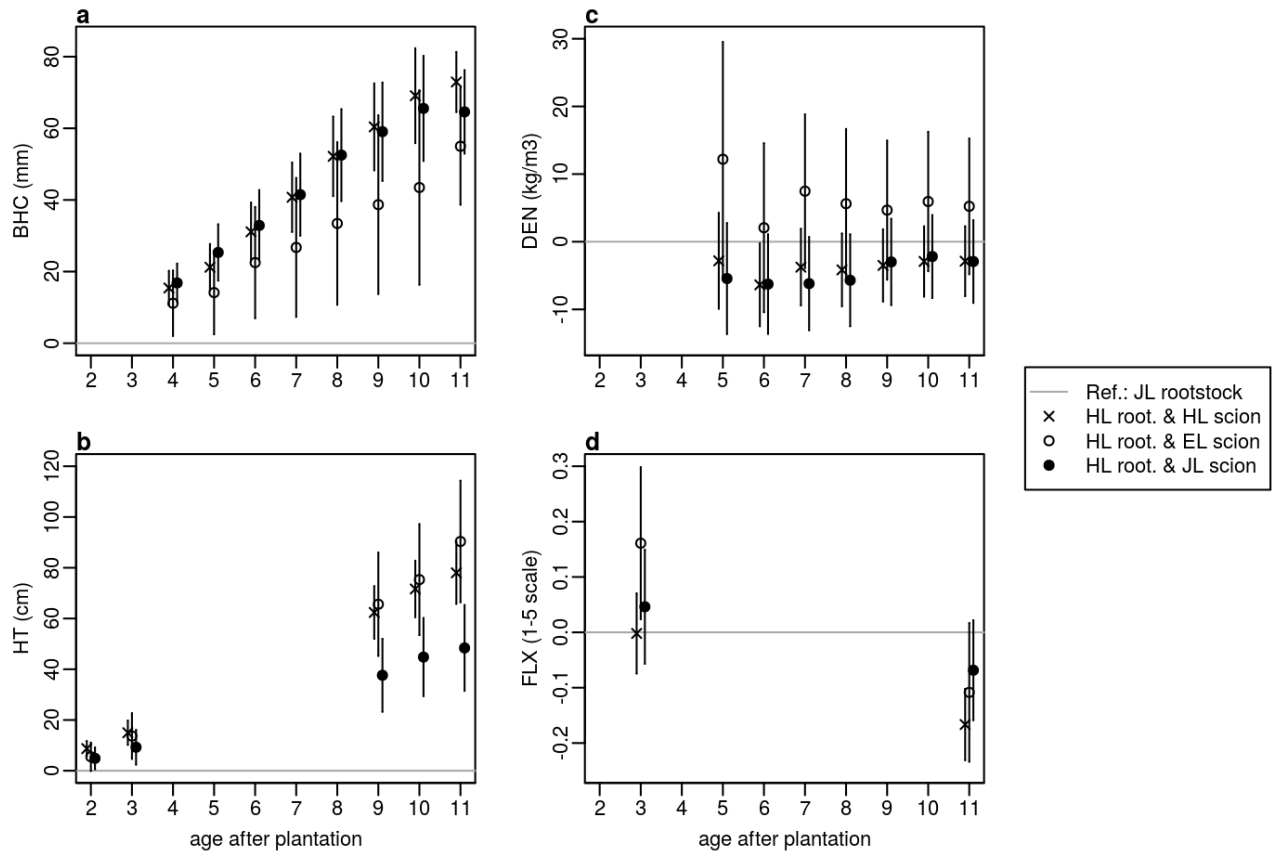 a
BHC (mm)
80
60
40
20
0
2 3 4 5 6 7 8 9 10 11
c
DEN (kg/m3)
30
20
10
0
-10
2 3 4 5 6 7 8 9 10 11
Ref.: JL rootstock
HL root. & HL scion
HL root. & EL scion
HL root. & JL scion
b
HT (cm)
120
100
80
60
40
20
0
2 3 4 5 6 7 8 9 10 11
age after plantation
d
FLX (1-5 scale)
0.3
0.2
0.1
0.0
-0.1
-0.2
2 3 4 5 6 7 8 9 10 11
age after plantation